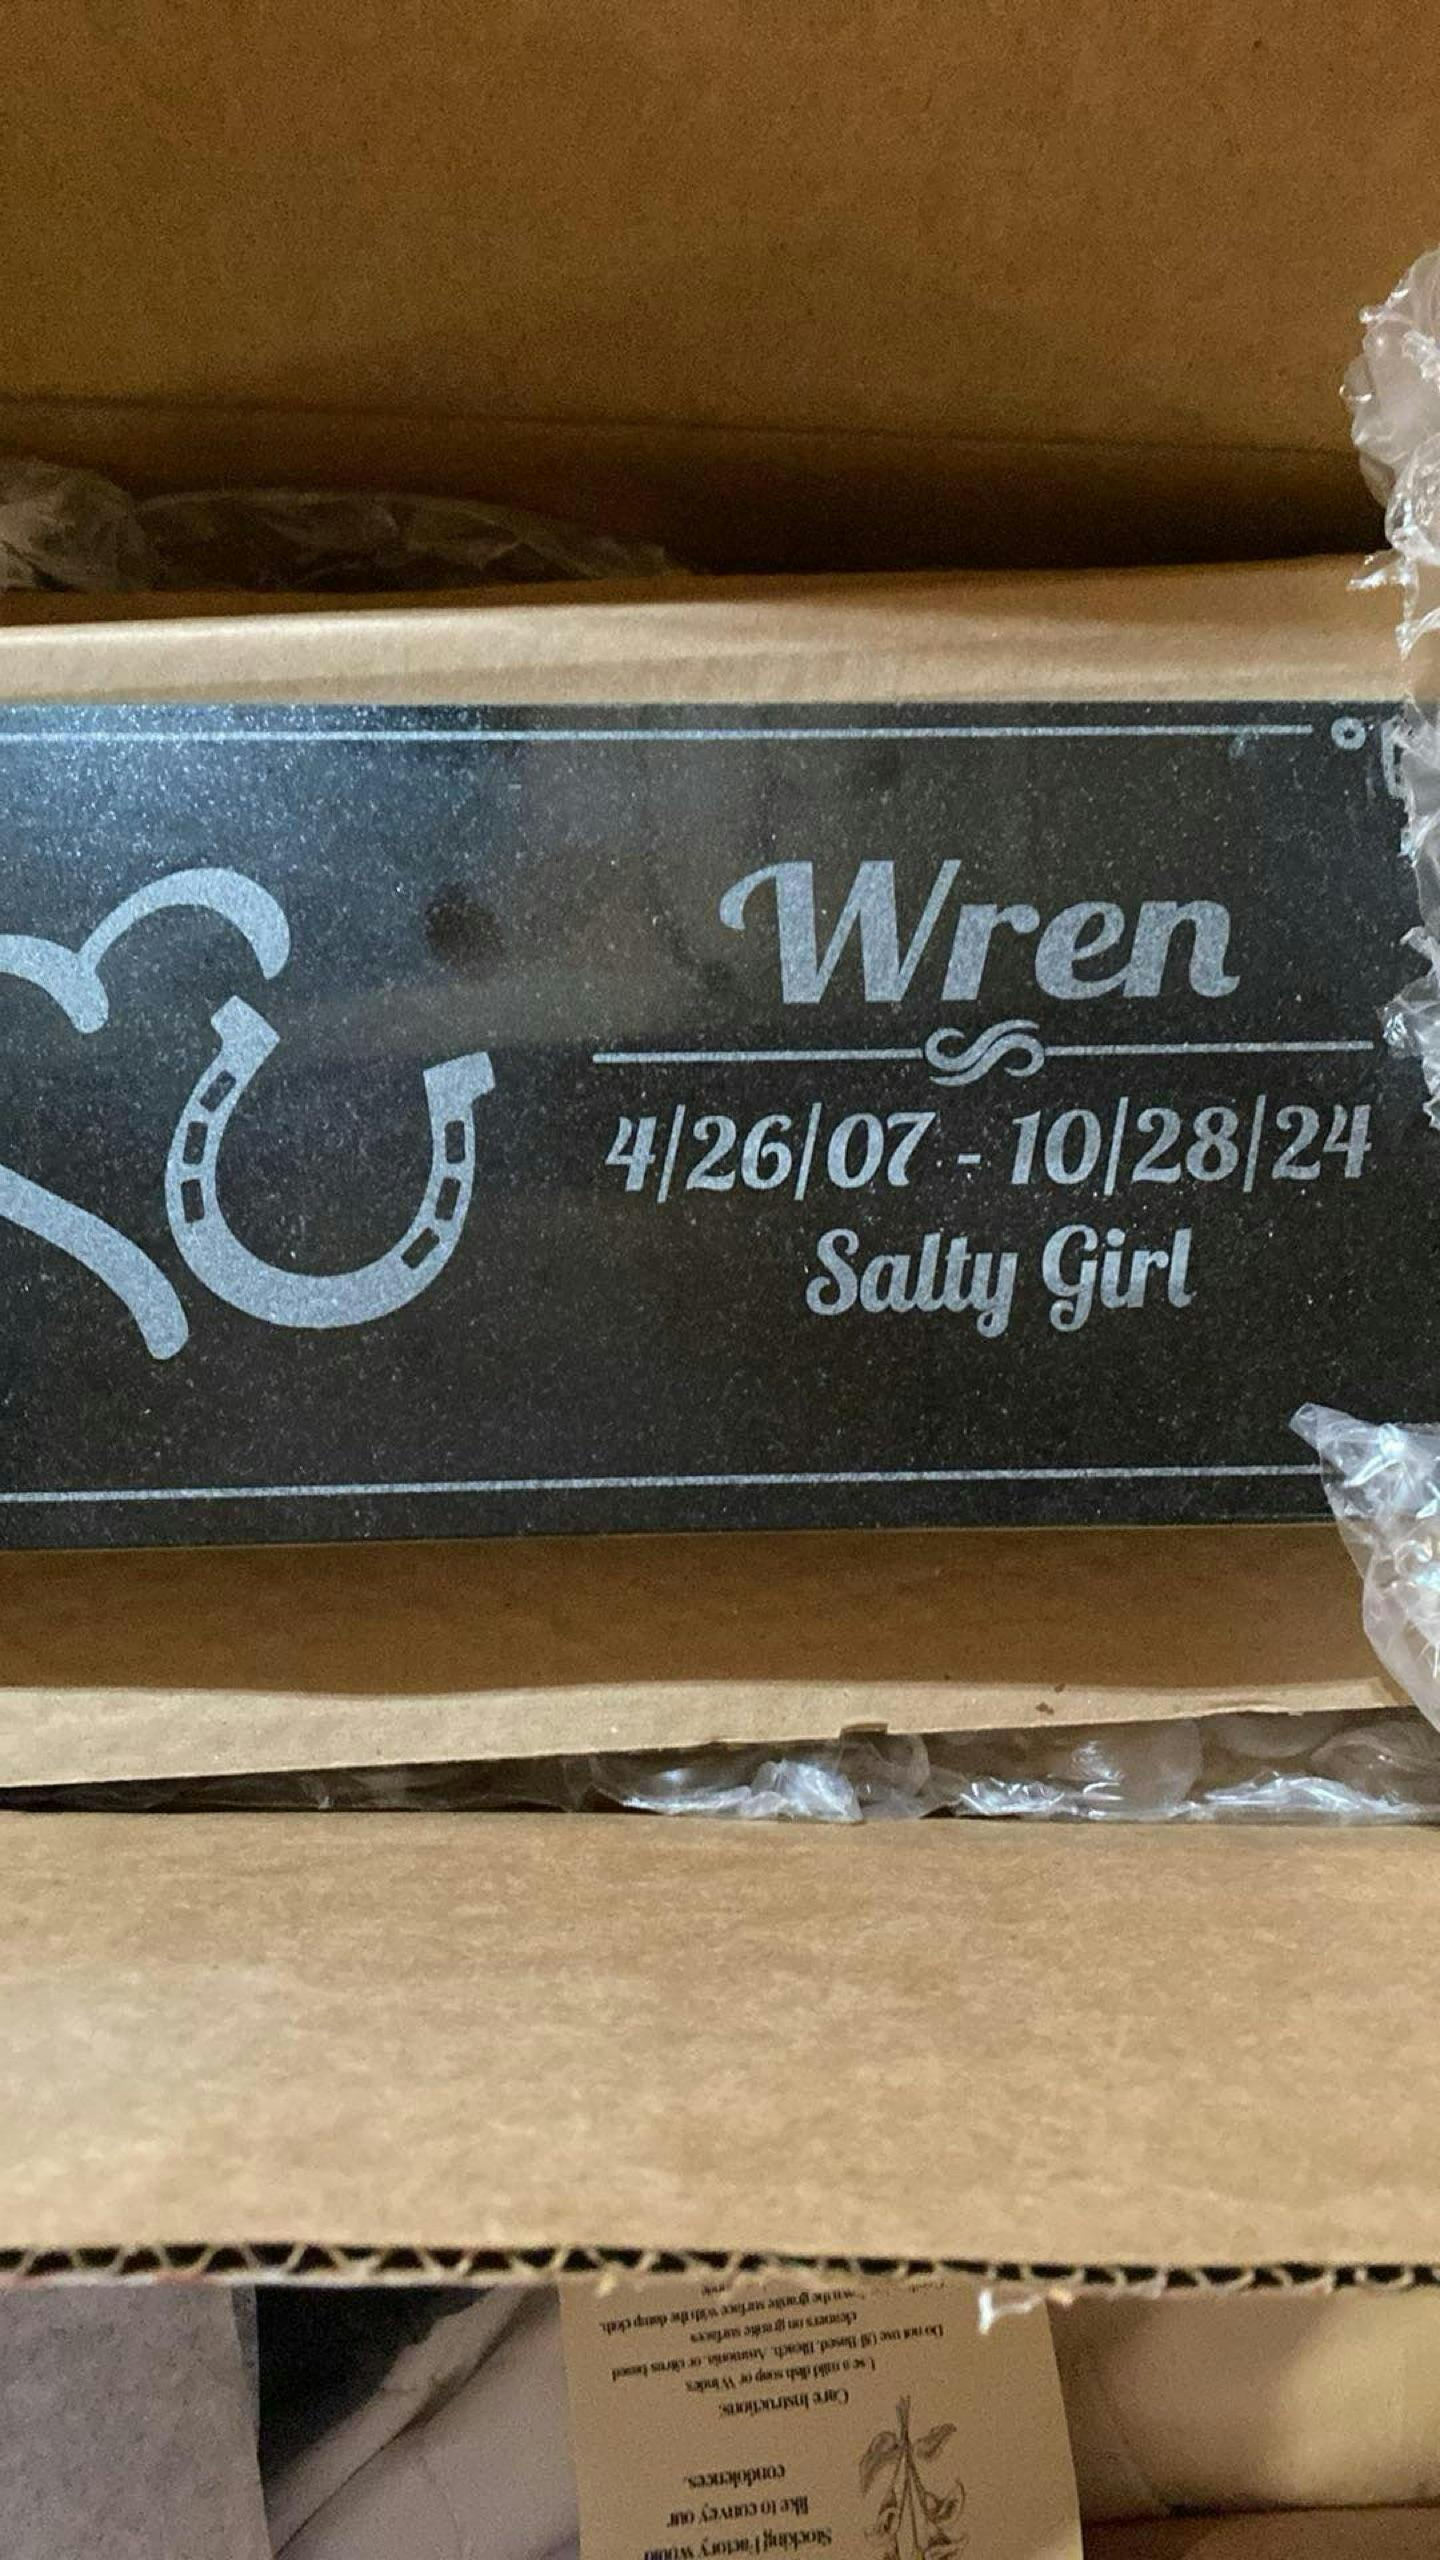 Wren
4/26/07 - 10/28/24
Salty Girl
Stocking Factory would
like to convey our
condolences.
Care Instructions:
Use a mild dish soap or Windex
Do not use Oil Based, Bleach, Ammonia, or citrus based
cleaners on granite surfaces
down the granite surface with the damp cloth.